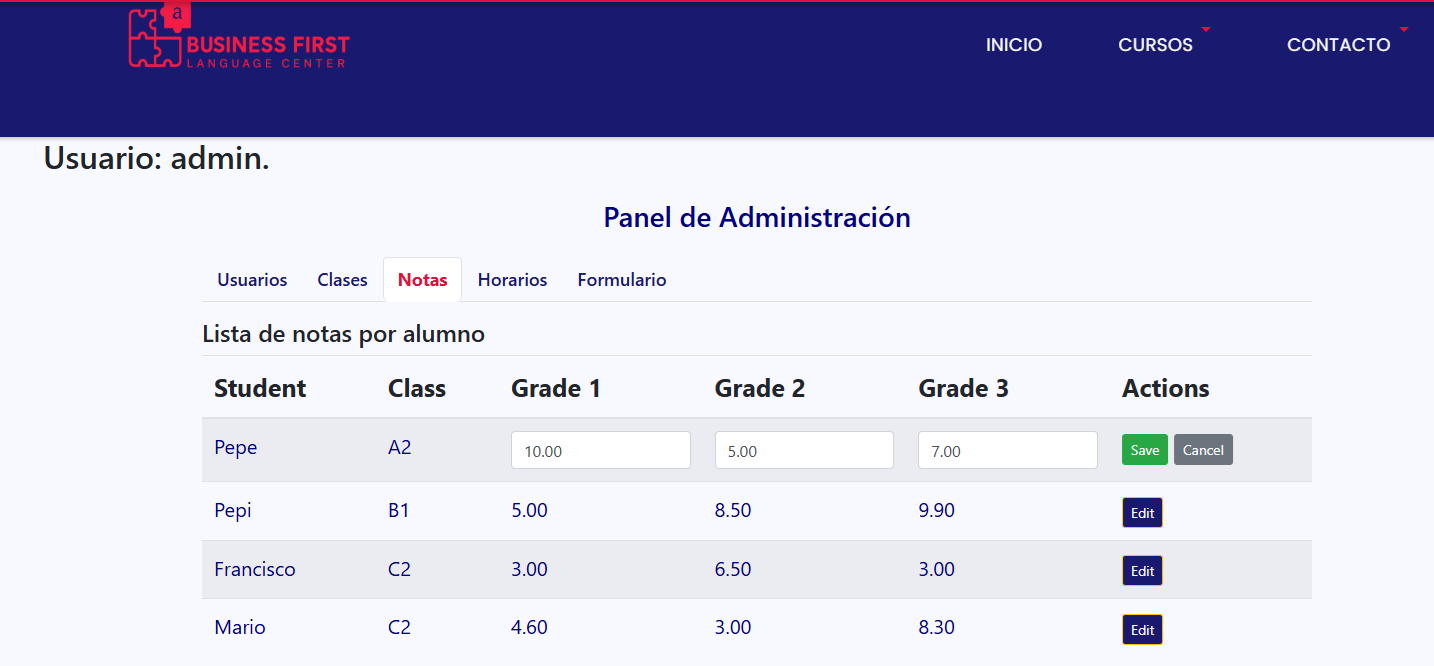 a
BUSINESS FIRST
LANGUAGE CENTER
INICIO CURSOS CONTACTO
Usuario: admin.
Panel de Administración
Usuarios Clases Notas Horarios Formulario
Lista de notas por alumno
Student Class Grade 1 Grade 2 Grade 3 Actions
Pepe A2 10.00 5.00 7.00 Save Cancel
Pepi B1 5.00 8.50 9.90 Edit
Francisco C2 3.00 6.50 3.00 Edit
Mario C2 4.60 3.00 8.30 Edit